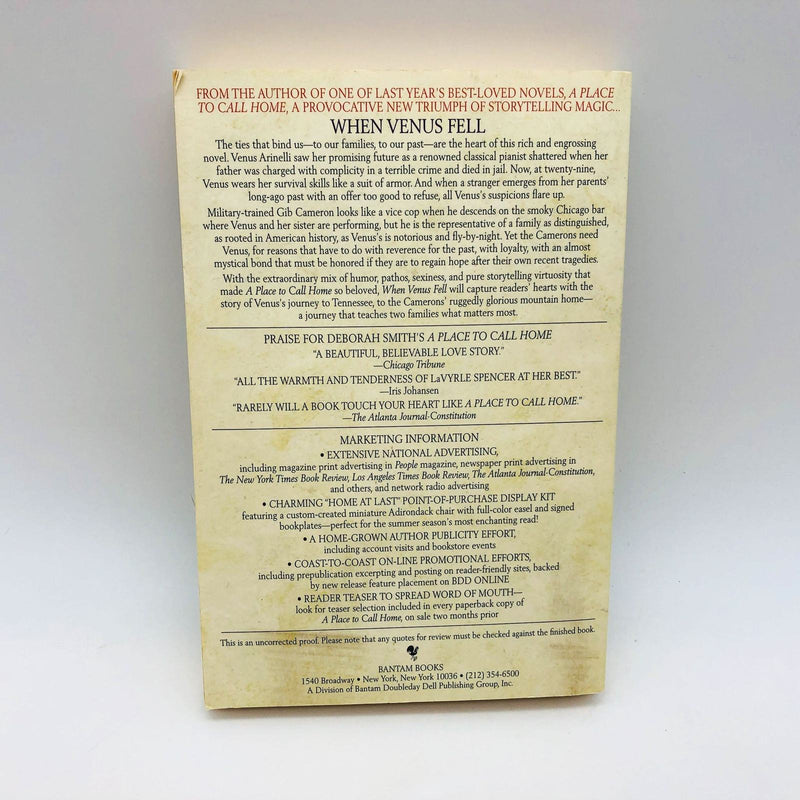 FROM THE AUTHOR OF ONE OF LAST YEAR'S BEST-LOVED NOVELS, A PLACE
TO CALL HOME, A PROVOCATIVE NEW TRIUMPH OF STORYTELLING MAGIC...
WHEN VENUS FELL
The ties that bind us—to our families, to our past—are the heart of this rich and engrossing
novel. Venus Arinelli saw her promising future as a renowned classical pianist shattered when her
father was charged with complicity in a terrible crime and died in jail. Now, at twenty-nine,
Venus wears her survival skills like a suit of armor. And when a stranger emerges from her parents'
long-ago past with an offer too good to refuse, all Venus's suspicions flare up.
Military-trained Gib Cameron looks like a vice cop when he descends on the smoky Chicago bar
where Venus and her sister are performing, but he is the representative of a family as distinguished,
as rooted in American history, as Venus's is notorious and fly-by-night. Yet the Camerons need
Venus, for reasons that have to do with reverence for the past, with loyalty, with an almost
mystical bond that must be honored if they are to regain hope after their own recent tragedies.
With the extraordinary mix of humor, pathos, sexiness, and pure storytelling virtuosity that
made A Place to Call Home so beloved, When Venus Fell will capture readers' hearts with the
story of Venus's journey to Tennessee, to the Camerons' ruggedly glorious mountain home—
a journey that teaches two families what matters most.
PRAISE FOR DEBORAH SMITH'S A PLACE TO CALL HOME
"A BEAUTIFUL, BELIEVABLE LOVE STORY."
—Chicago Tribune
"ALL THE WARMTH AND TENDERNESS OF LaVYRLE SPENCER AT HER BEST."
—Iris Johansen
"RARELY WILL A BOOK TOUCH YOUR HEART LIKE A PLACE TO CALL HOME."
—The Atlanta Journal-Constitution
MARKETING INFORMATION
• EXTENSIVE NATIONAL ADVERTISING,
including magazine print advertising in People magazine, newspaper print advertising in
The New York Times Book Review, Los Angeles Times Book Review, The Atlanta Journal-Constitution,
and others, and network radio advertising
• CHARMING "HOME AT LAST" POINT-OF-PURCHASE DISPLAY KIT
featuring a custom-created miniature Adirondack chair with full-color easel and signed
bookplates—perfect for the summer season's most enchanting read!
• A HOME-GROWN AUTHOR PUBLICITY EFFORT,
including account visits and bookstore events
• COAST-TO-COAST ON-LINE PROMOTIONAL EFFORTS,
including prepublication excerpting and posting on reader-friendly sites, backed
by new release feature placement on BDD ONLINE
• READER TEASER TO SPREAD WORD OF MOUTH—
look for teaser selection included in every paperback copy of
A Place to Call Home, on sale two months prior
This is an uncorrected proof. Please note that any quotes for review must be checked against the finished book.
BANTAM BOOKS
1540 Broadway • New York, New York 10036 • (212) 354-6500
A Division of Bantam Doubleday Dell Publishing Group, Inc.